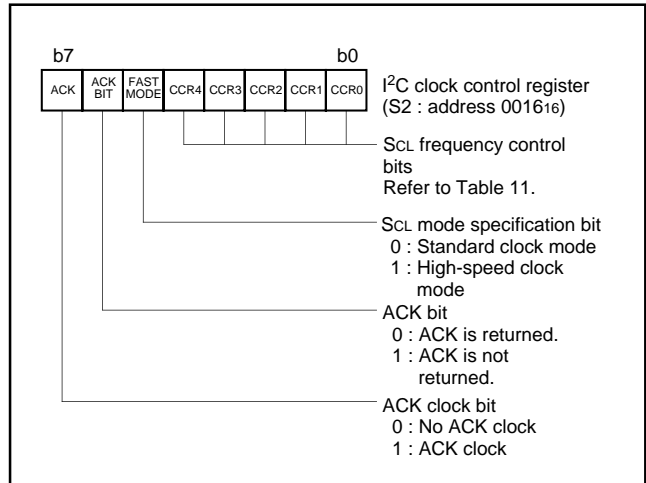 b7 b0
ACK ACK BIT FAST MODE CCR4 CCR3 CCR2 CCR1 CCR0
I2C clock control register
(S2 : address 001616)
SCL frequency control
bits
Refer to Table 11.
SCL mode specification bit
0 : Standard clock mode
1 : High-speed clock
mode
ACK bit
0 : ACK is returned.
1 : ACK is not
returned.
ACK clock bit
0 : No ACK clock
1 : ACK clock